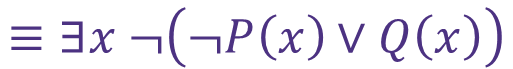 ≡ ∃x ¬(¬P(x) ∨ Q(x))